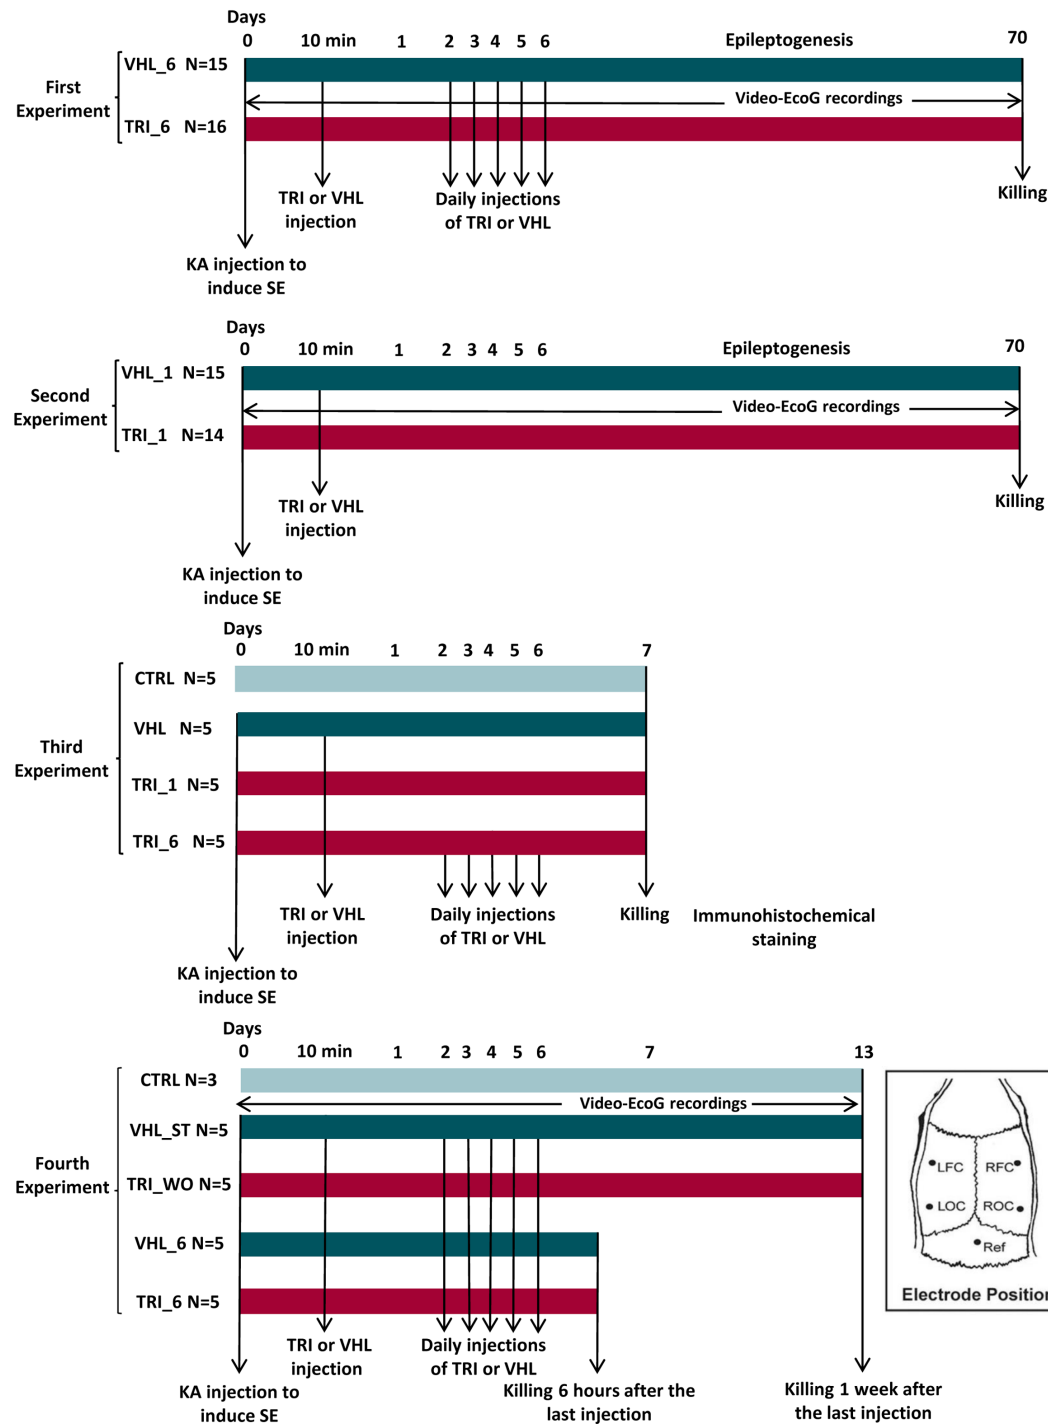 Days
0 10 min 1 2 3 4 5 6 Epileptogenesis 70
First
Experiment
VHL_6 N=15
Video-EcoG recordings
TRI_6 N=16
TRI or VHL
injection
Daily injections
of TRI or VHL
Killing
KA injection to
induce SE
Days
0 10 min 1 2 3 4 5 6 Epileptogenesis 70
Second
Experiment
VHL_1 N=15
Video-EcoG recordings
TRI_1 N=14
TRI or VHL
injection
Killing
KA injection to
induce SE
Days
0 10 min 1 2 3 4 5 6 7
Third
Experiment
CTRL N=5
VHL N=5
TRI_1 N=5
TRI_6 N=5
TRI or VHL
injection
Daily injections
of TRI or VHL
Killing
Immunohistochemical
staining
KA injection to
induce SE
Days
0 10 min 1 2 3 4 5 6 7 13
Fourth
Experiment
CTRL N=3
Video-EcoG recordings
VHL_ST N=5
TRI_WO N=5
VHL_6 N=5
TRI_6 N=5
TRI or VHL
injection
Daily injections
of TRI or VHL
KA injection to
induce SE
Killing 6 hours after the
last injection
Killing 1 week after
the last injection
LFC RFC
LOC ROC
Ref
Electrode Position